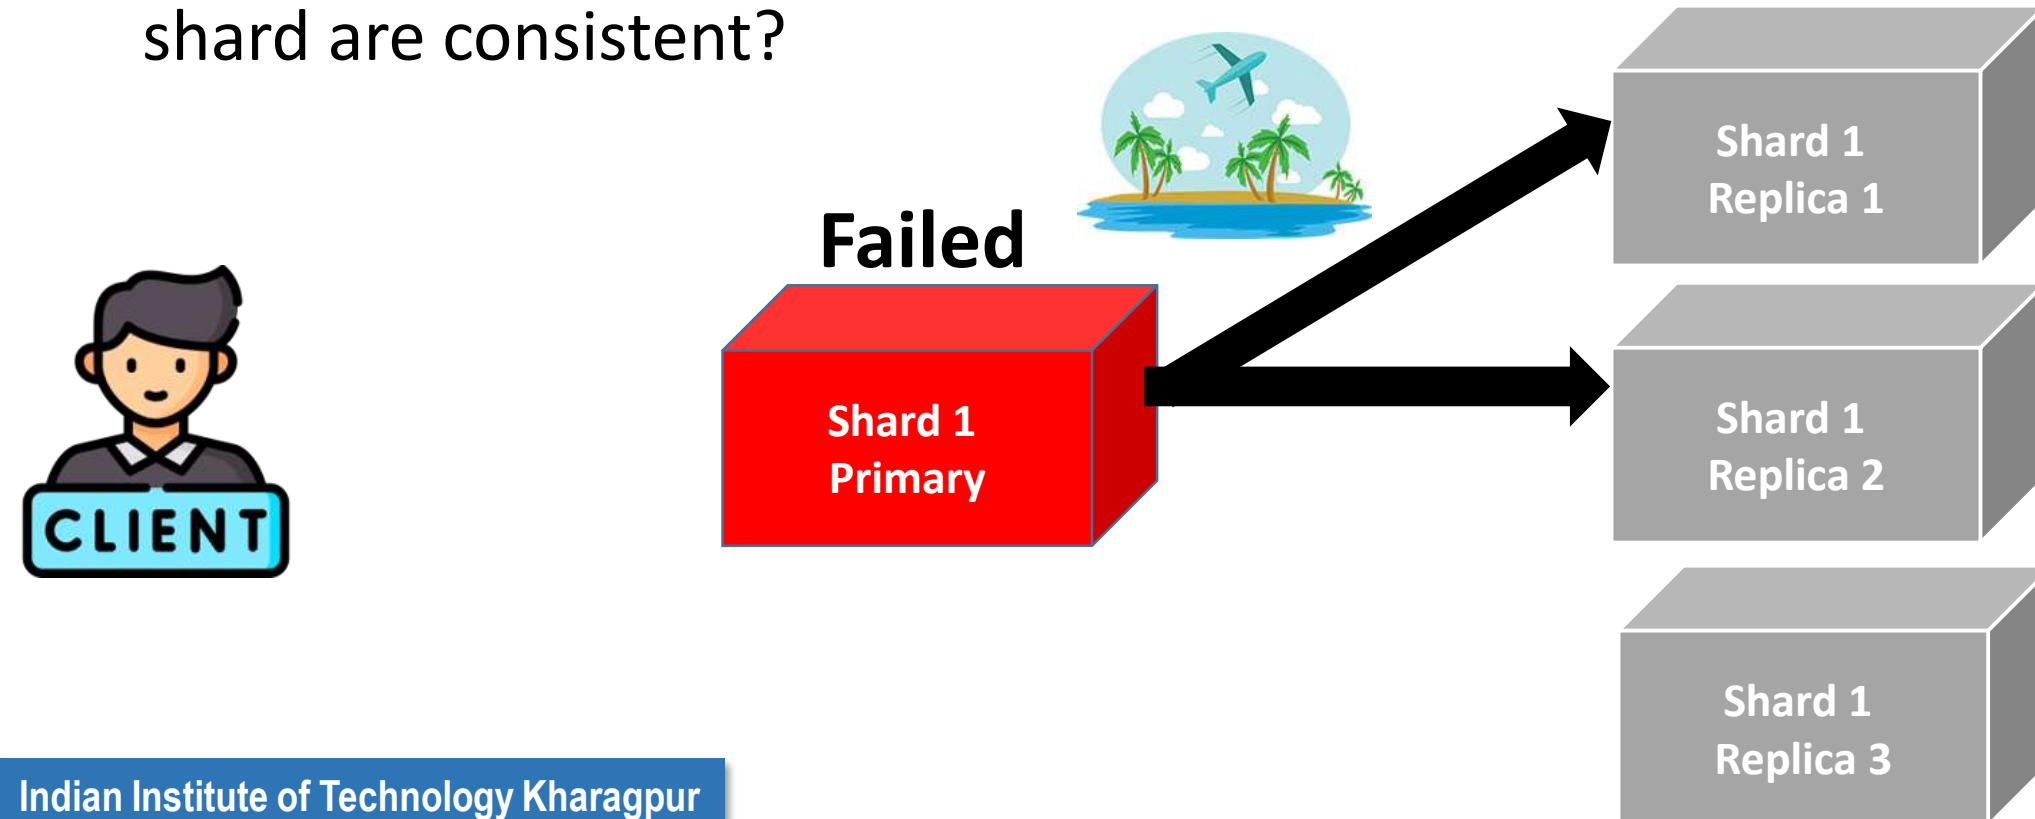 shard are consistent?
Failed
Shard 1
Primary
Shard 1
Replica 1
Shard 1
Replica 2
Shard 1
Replica 3
CLIENT
Indian Institute of Technology Kharagpur